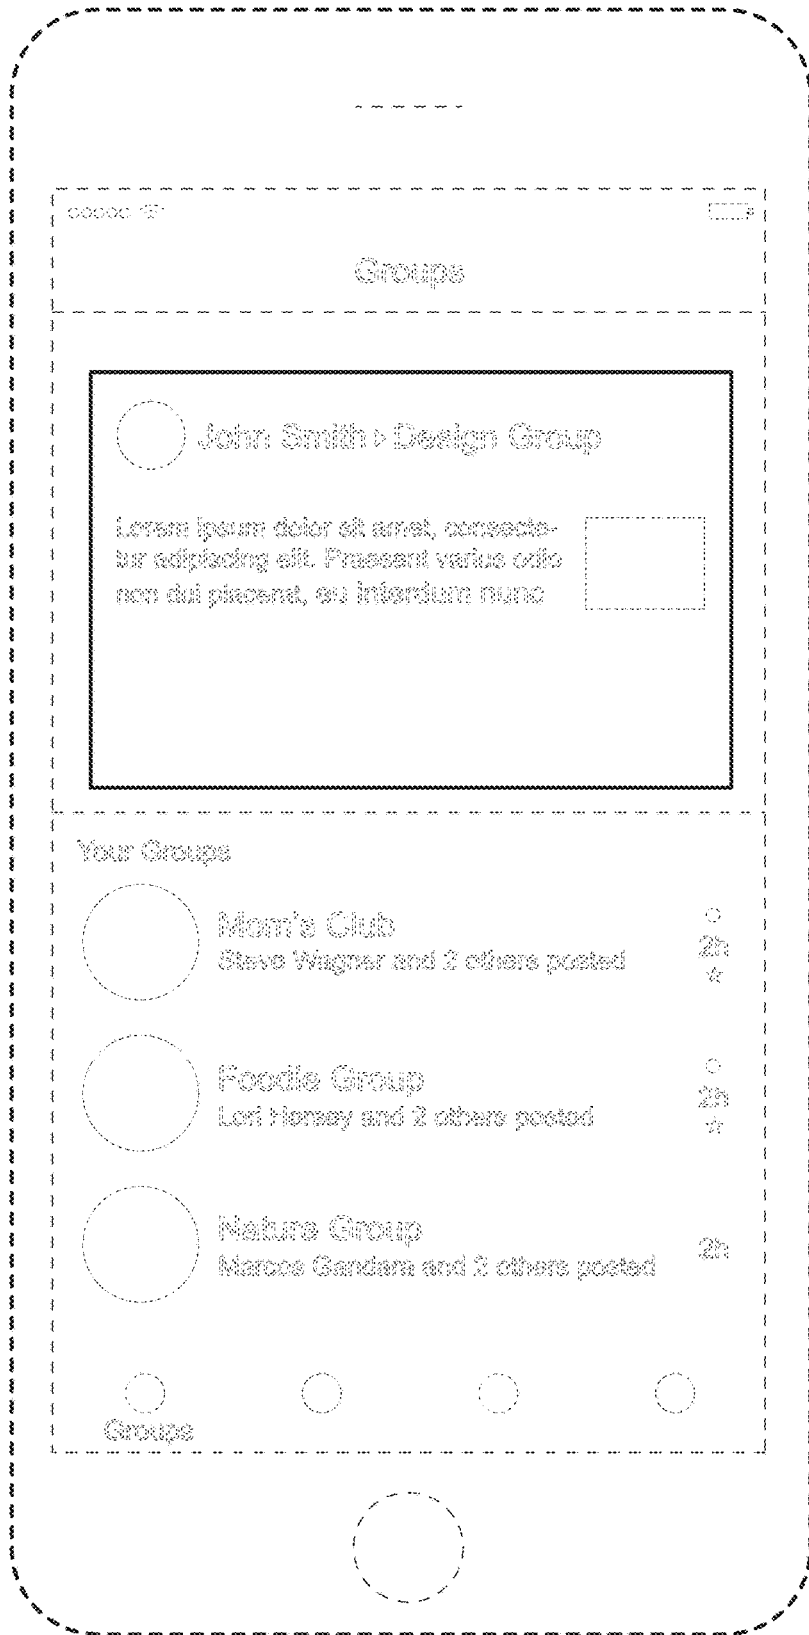 Groups
John Smith ▹ Design Group
Lorem ipsum dolor sit amet, consecte-
tur adipiscing elit. Praesent varius odio
non dui placerat, eu interdum nunc
Your Groups
Mom's Club
Steve Wagner and 2 others posted
2h
Foodie Group
Lori Hersey and 2 others posted
2h
Nature Group
Marcos Gandara and 2 others posted
2h
Groups